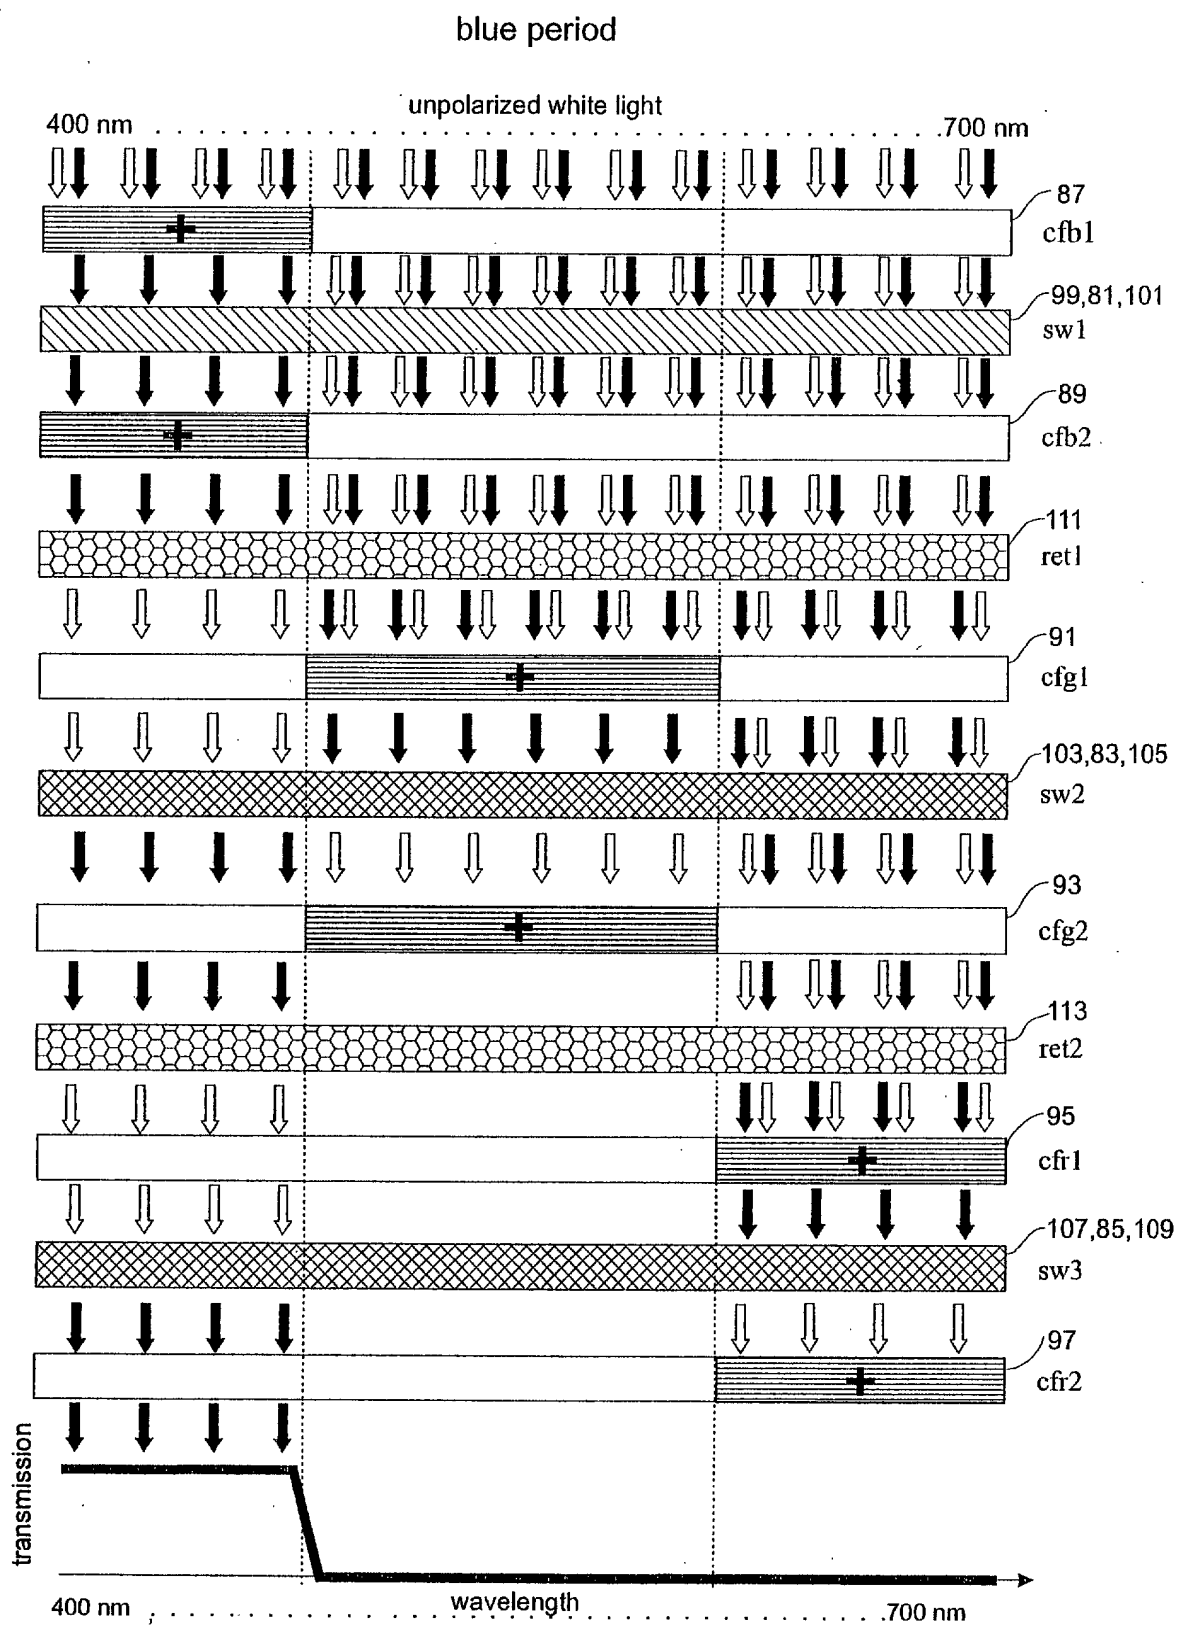 blue period
unpolarized white light
400 nm . . . . . . . . . . . . . . . . . . . . . . . . . . . . . . . . . . . . . . . . . . . . . . 700 nm
87
cfb1
99,81,101
sw1
89
cfb2
111
ret1
91
cfg1
103,83,105
sw2
93
cfg2
113
ret2
95
cfr1
107,85,109
sw3
97
cfr2
transmission
wavelength
400 nm . . . . . . . . . . . . . . . . . . . . . . . . . . . . . . . . . . . . . . . . . . 700 nm